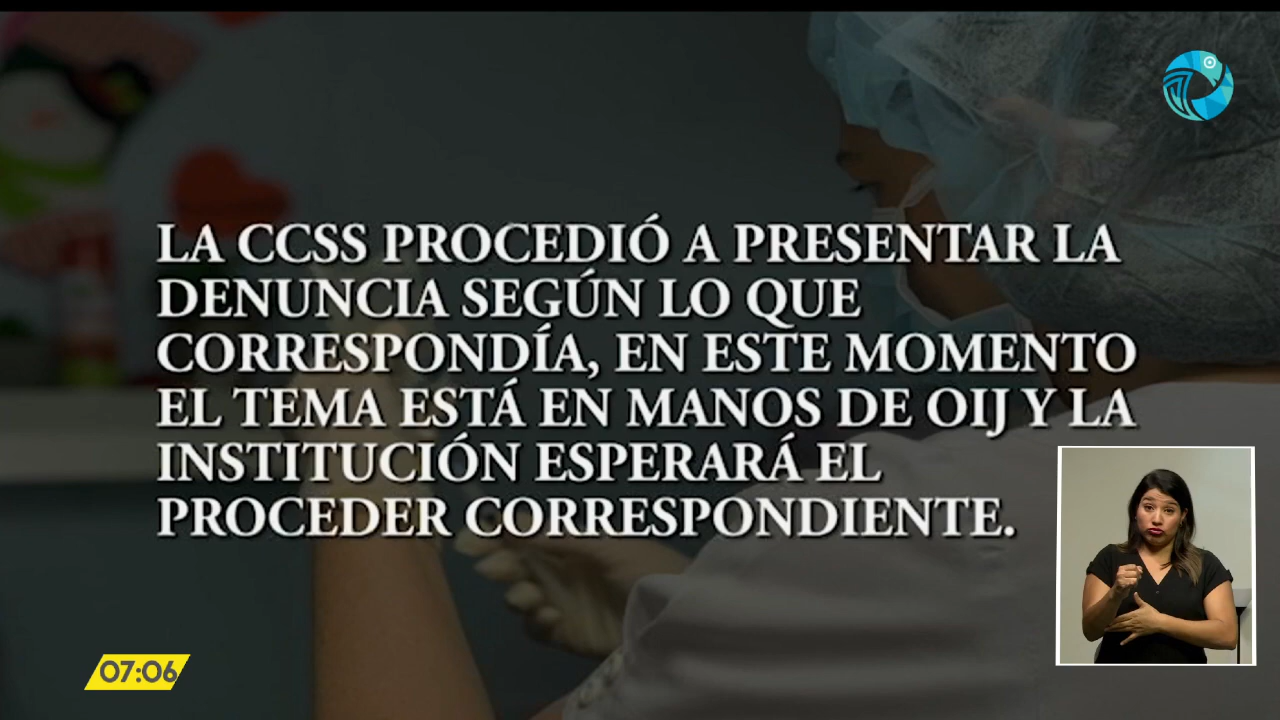 LA CCSS PROCEDIÓ A PRESENTAR LA
DENUNCIA SEGÚN LO QUE
CORRESPONDÍA, EN ESTE MOMENTO
EL TEMA ESTÁ EN MANOS DE OIJ Y LA
INSTITUCIÓN ESPERARÁ EL
PROCEDER CORRESPONDIENTE.
07:06